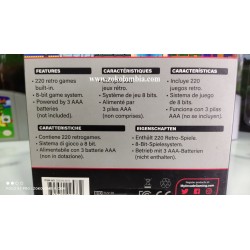 www.zokolombia.com
FEATURES
• 220 retro games
built-in.
• 8-bit game system.
• Powered by 3 AAA
batteries
(not included).
CARACTÉRISTIQUES
• 220
jeux rétro.
• Système de jeu 8 bits.
• Alimenté par
3 piles AAA
(non comprises).
CARACTERÍSTICAS
• Incluye 220
juegos retro.
• Sistema de juego
de 8 bits.
• Funciona con 3 pilas
AAA (no
CARATTERISTICHE
• Contiene 220 retrogames.
• Sistema di gioco a 8 bit.
• Alimentabile con 3 batterie AAA
(non in dotazione).
EIGENSCHAFTEN
• Enthält 220 Retro-Spiele
• 8-Bit-Spielesystem.
• Betrieb mit 3 AAA-Batterien
(nicht enthalten).